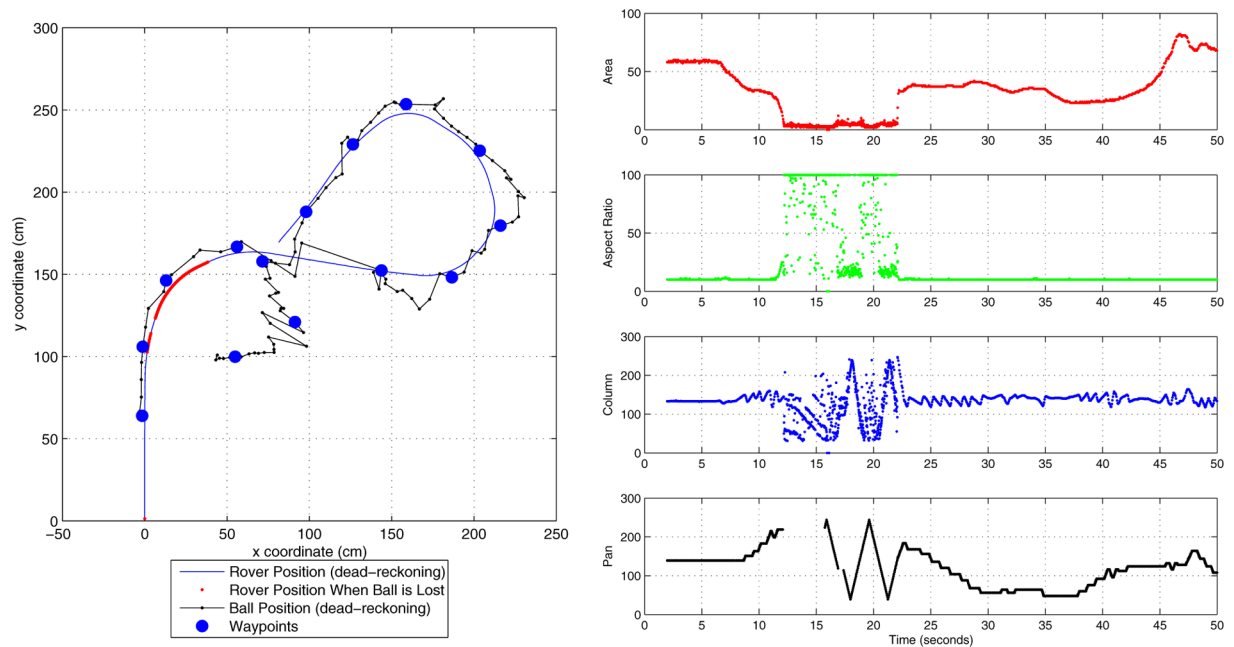 300
250
200
150
100
50
0
−50 0 50 100 150 200 250
y coordinate (cm)
x coordinate (cm)
Rover Position (dead−reckoning)
Rover Position When Ball is Lost
Ball Position (dead−reckoning)
Waypoints
100
50
0
Area
0 5 10 15 20 25 30 35 40 45 50
100
50
0
Aspect Ratio
0 5 10 15 20 25 30 35 40 45 50
300
200
100
0
Column
0 5 10 15 20 25 30 35 40 45 50
300
200
100
0
Pan
0 5 10 15 20 25 30 35 40 45 50
Time (seconds)